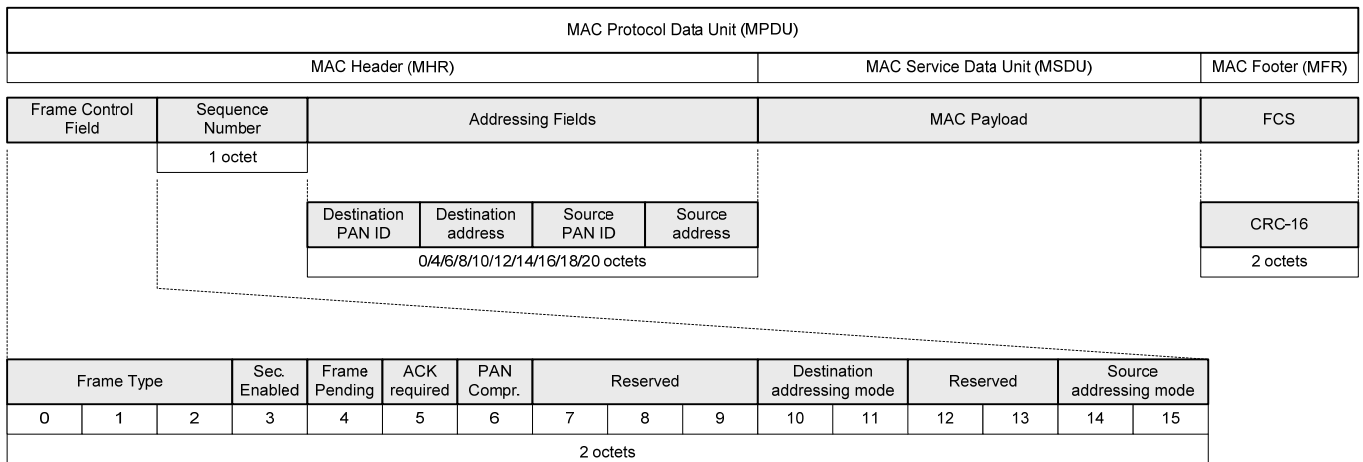 MAC Protocol Data Unit (MPDU)
MAC Header (MHR)
MAC Service Data Unit (MSDU)
MAC Footer (MFR)
Frame Control
Field
Sequence
Number
Addressing Fields
MAC Payload
FCS
1 octet
Destination
PAN ID
Destination
address
Source
PAN ID
Source
address
CRC-16
0/4/6/8/10/12/14/16/18/20 octets
2 octets
Frame Type
Sec.
Enabled
Frame
Pending
ACK
required
PAN
Compr.
Reserved
Destination
addressing mode
Reserved
Source
addressing mode
0 1 2 3 4 5 6 7 8 9 10 11 12 13 14 15
2 octets